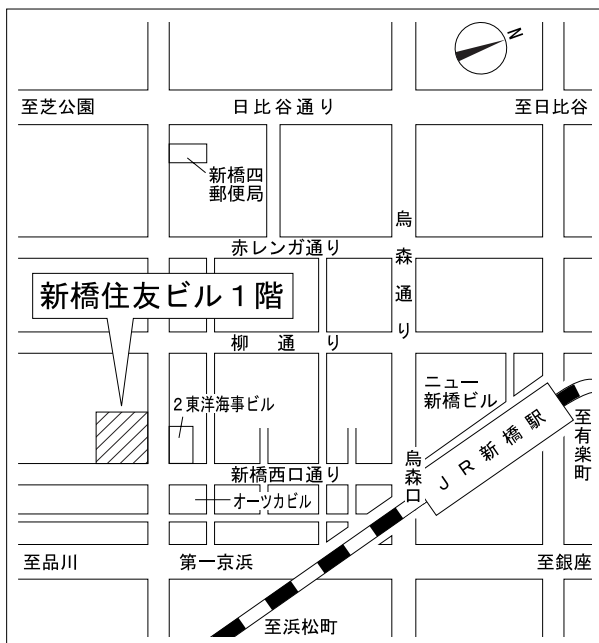 N
至芝公園
日比谷通り
至日比谷
新橋四
郵便局
烏森通り
赤レンガ通り
新橋住友ビル1階
柳通り
ニュー
新橋ビル
2東洋海事ビル
JR新橋駅
至有楽町
烏森口
新橋西口通り
オーツカビル
至品川
第一京浜
至銀座
至浜松町